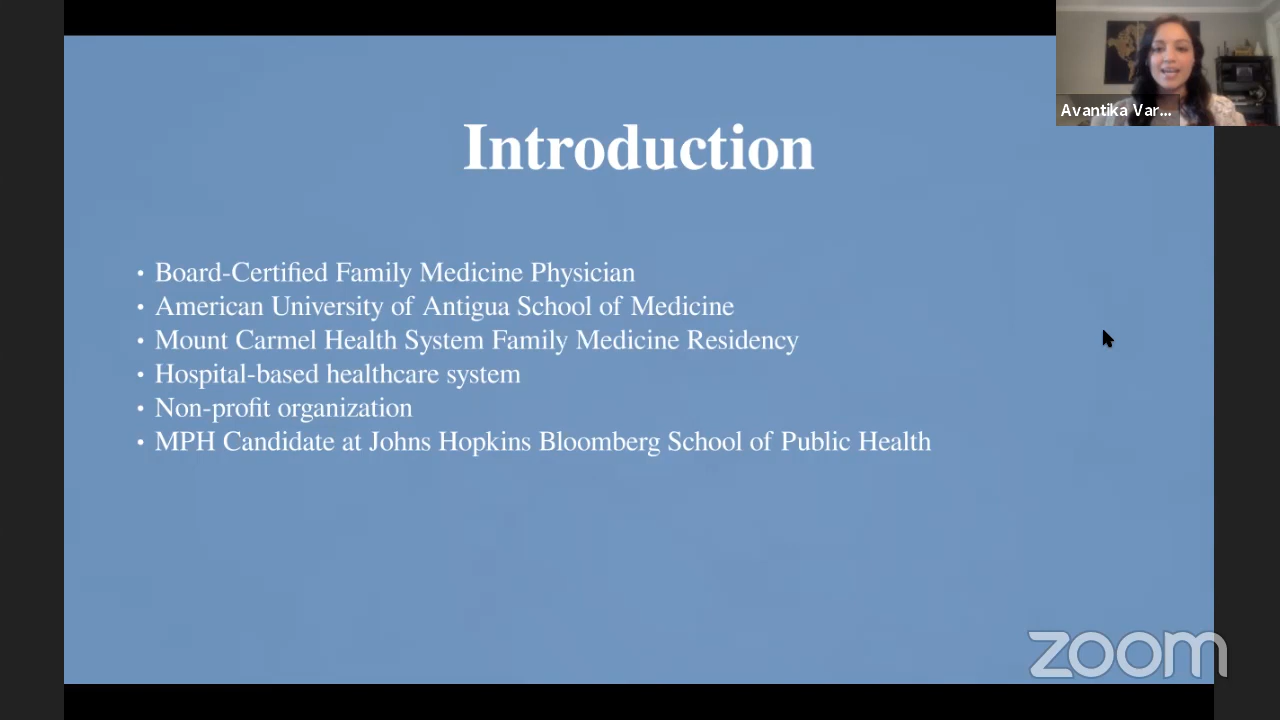 Avantika Var...
Introduction
• Board-Certified Family Medicine Physician
• American University of Antigua School of Medicine
• Mount Carmel Health System Family Medicine Residency
• Hospital-based healthcare system
• Non-profit organization
• MPH Candidate at Johns Hopkins Bloomberg School of Public Health
zoom